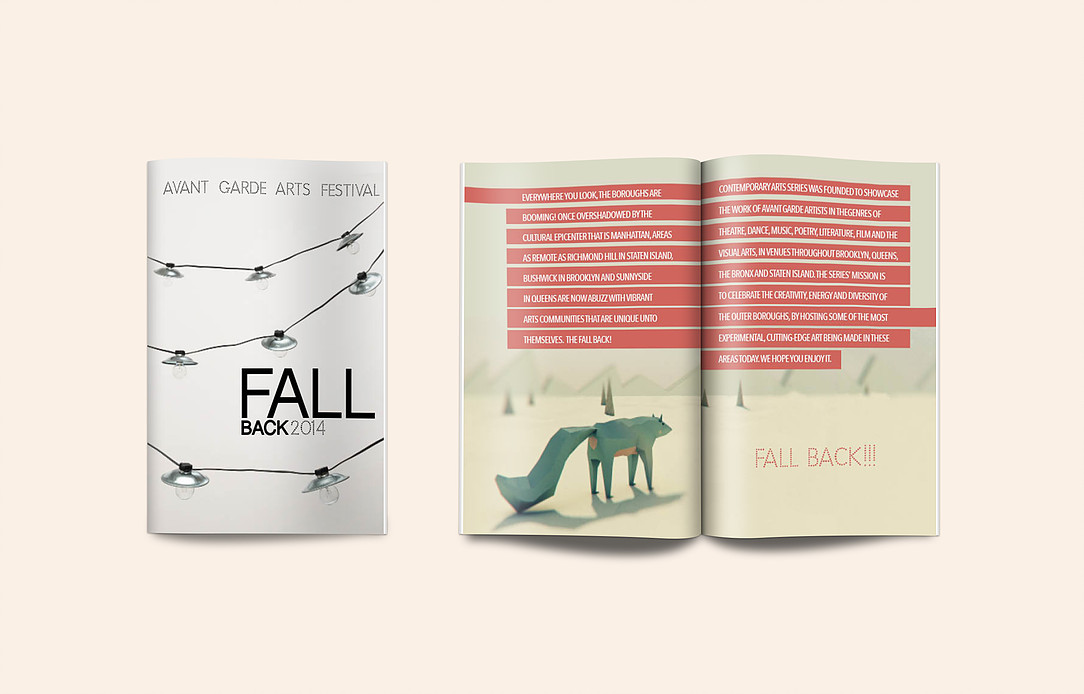 AVANT GARDE ARTS FESTIVAL
FALL
BACK2014
EVERYWHERE YOU LOOK, THE BOROUGHS ARE
BOOMING! ONCE OVERSHADOWED BY THE
CULTURAL EPICENTER THAT IS MANHATTAN, AREAS
AS REMOTE AS RICHMOND HILL IN STATEN ISLAND,
BUSHWICK IN BROOKLYN AND SUNNYSIDE
IN QUEENS ARE NOW ABUZZ WITH VIBRANT
ARTS COMMUNITIES THAT ARE UNIQUE UNTO
THEMSELVES. THE FALL BACK!
CONTEMPORARY ARTS SERIES WAS FOUNDED TO SHOWCASE
THE WORK OF AVANT GARDE ARTISTS IN THEGENRES OF
THEATRE, DANCE, MUSIC, POETRY, LITERATURE, FILM AND THE
VISUAL ARTS, IN VENUES THROUGHOUT BROOKLYN, QUEENS,
THE BRONX AND STATEN ISLAND. THE SERIES' MISSION IS
TO CELEBRATE THE CREATIVITY, ENERGY AND DIVERSITY OF
THE OUTER BOROUGHS, BY HOSTING SOME OF THE MOST
EXPERIMENTAL, CUTTING-EDGE ART BEING MADE IN THESE
AREAS TODAY. WE HOPE YOU ENJOY IT.
FALL BACK!!!